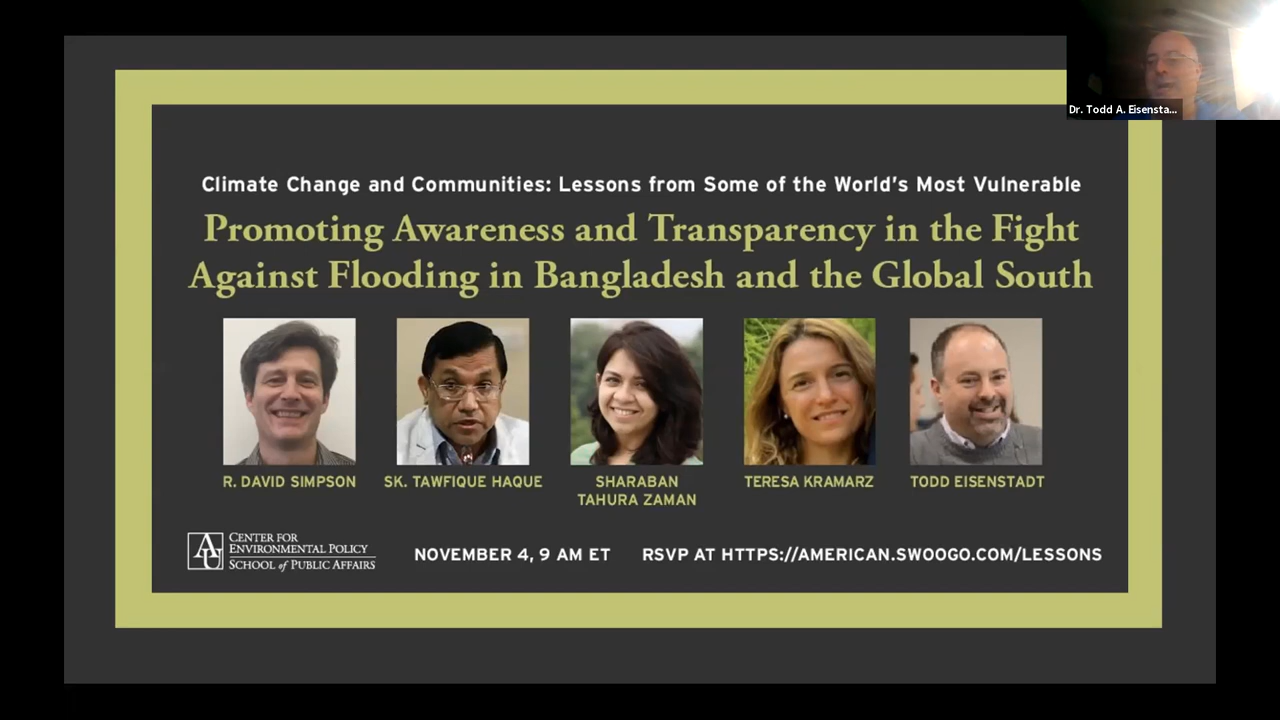 Dr. Todd A. Eisensta...
Climate Change and Communities: Lessons from Some of the World's Most Vulnerable
Promoting Awareness and Transparency in the Fight
Against Flooding in Bangladesh and the Global South
R. DAVID SIMPSON
SK. TAWFIQUE HAQUE
SHARABAN
TAHURA ZAMAN
TERESA KRAMARZ
TODD EISENSTADT
AU
CENTER FOR
ENVIRONMENTAL POLICY
SCHOOL of PUBLIC AFFAIRS
NOVEMBER 4, 9 AM ET
RSVP AT HTTPS://AMERICAN.SWOOGO.COM/LESSONS